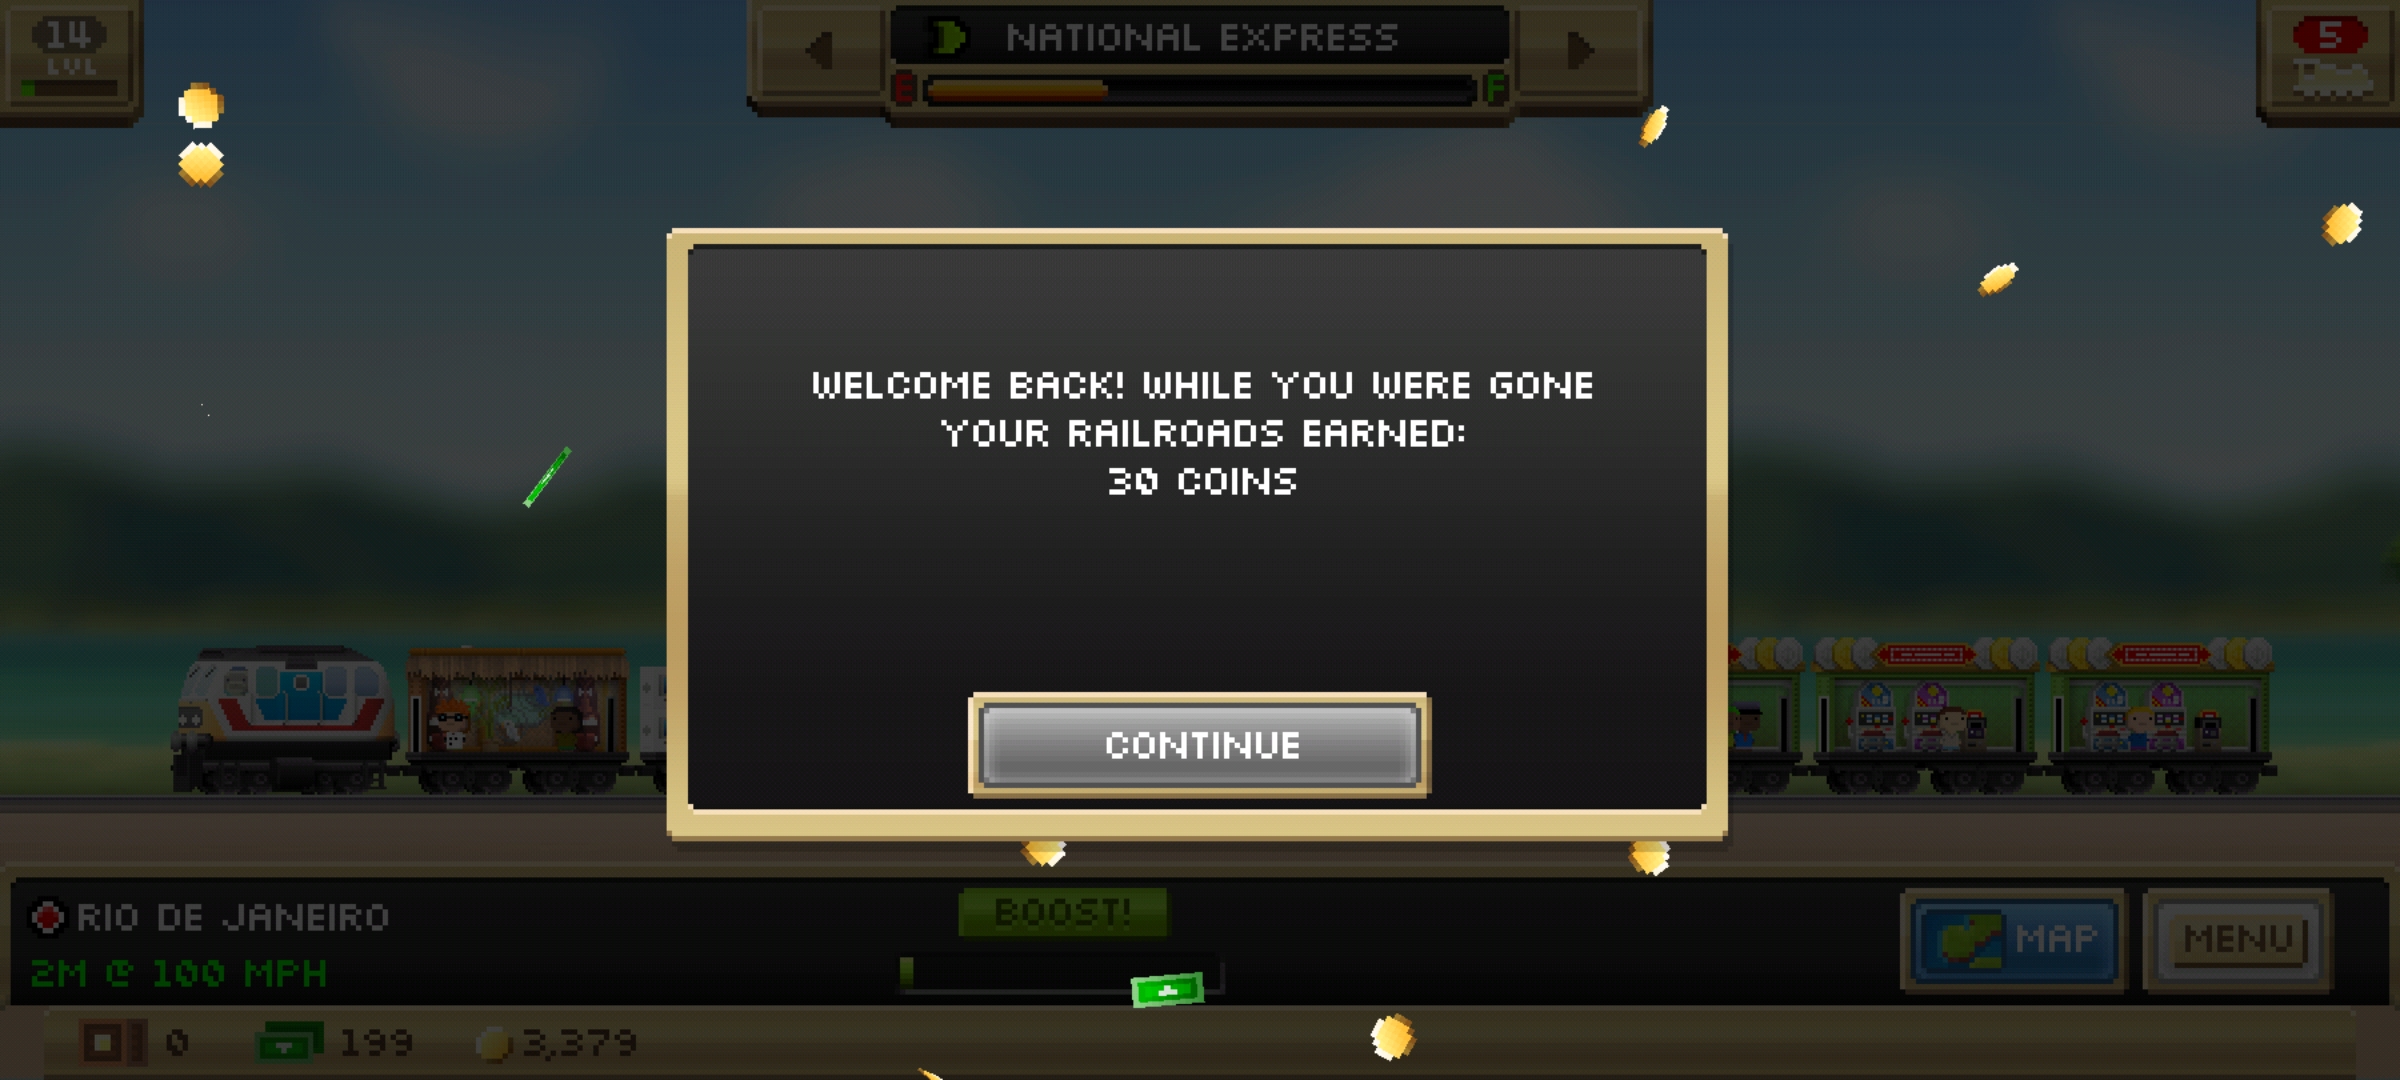 14
LVL
NATIONAL EXPRESS
E F
5
WELCOME BACK! WHILE YOU WERE GONE
YOUR RAILROADS EARNED:
30 COINS
CONTINUE
RIO DE JANEIRO
2M @ 100 MPH
BOOST!
MAP
MENU
0 199 3,379